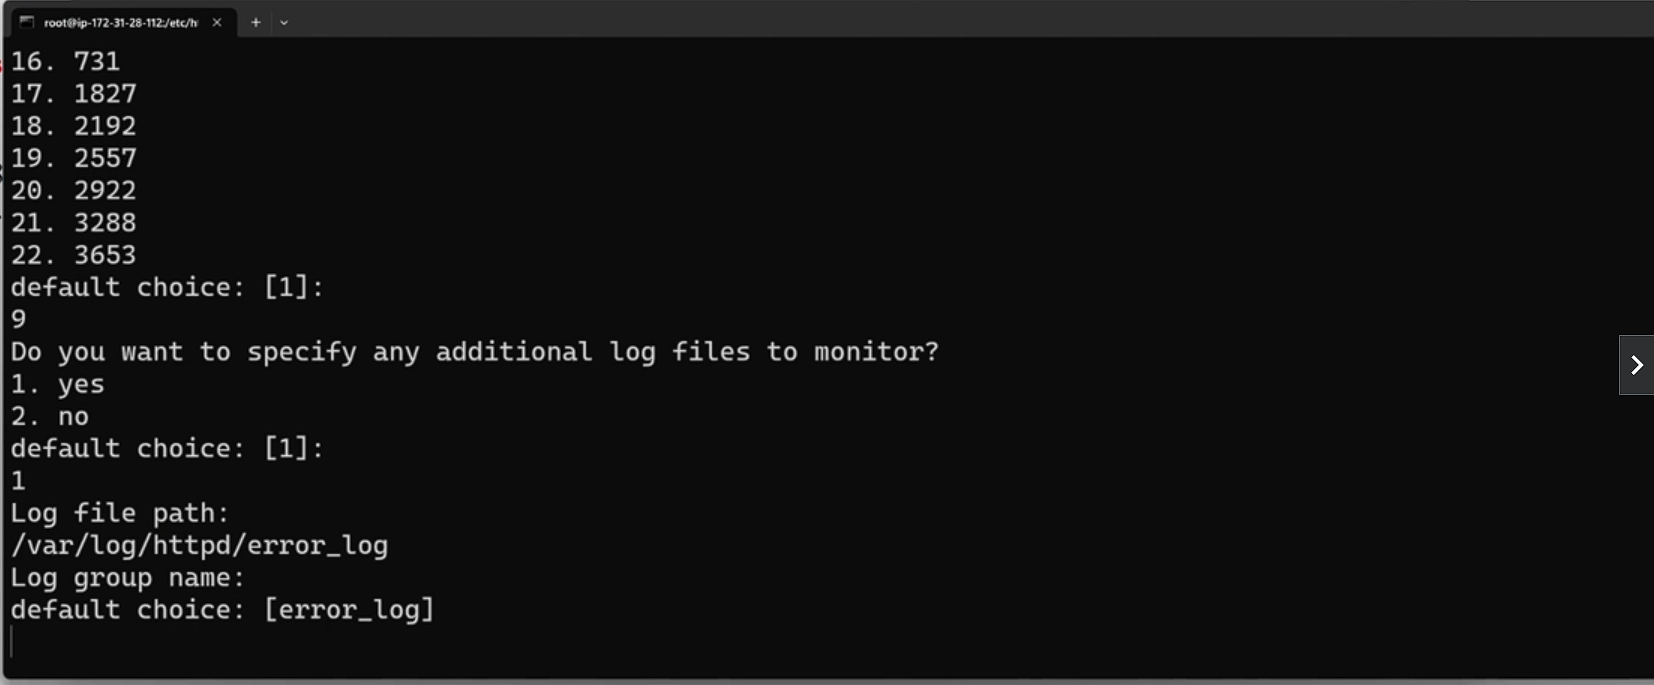 root@ip-172-31-28-112:/etc/h
16. 731
17. 1827
18. 2192
19. 2557
20. 2922
21. 3288
22. 3653
default choice: [1]:
9
Do you want to specify any additional log files to monitor?
1. yes
2. no
default choice: [1]:
1
Log file path:
/var/log/httpd/error_log
Log group name:
default choice: [error_log]